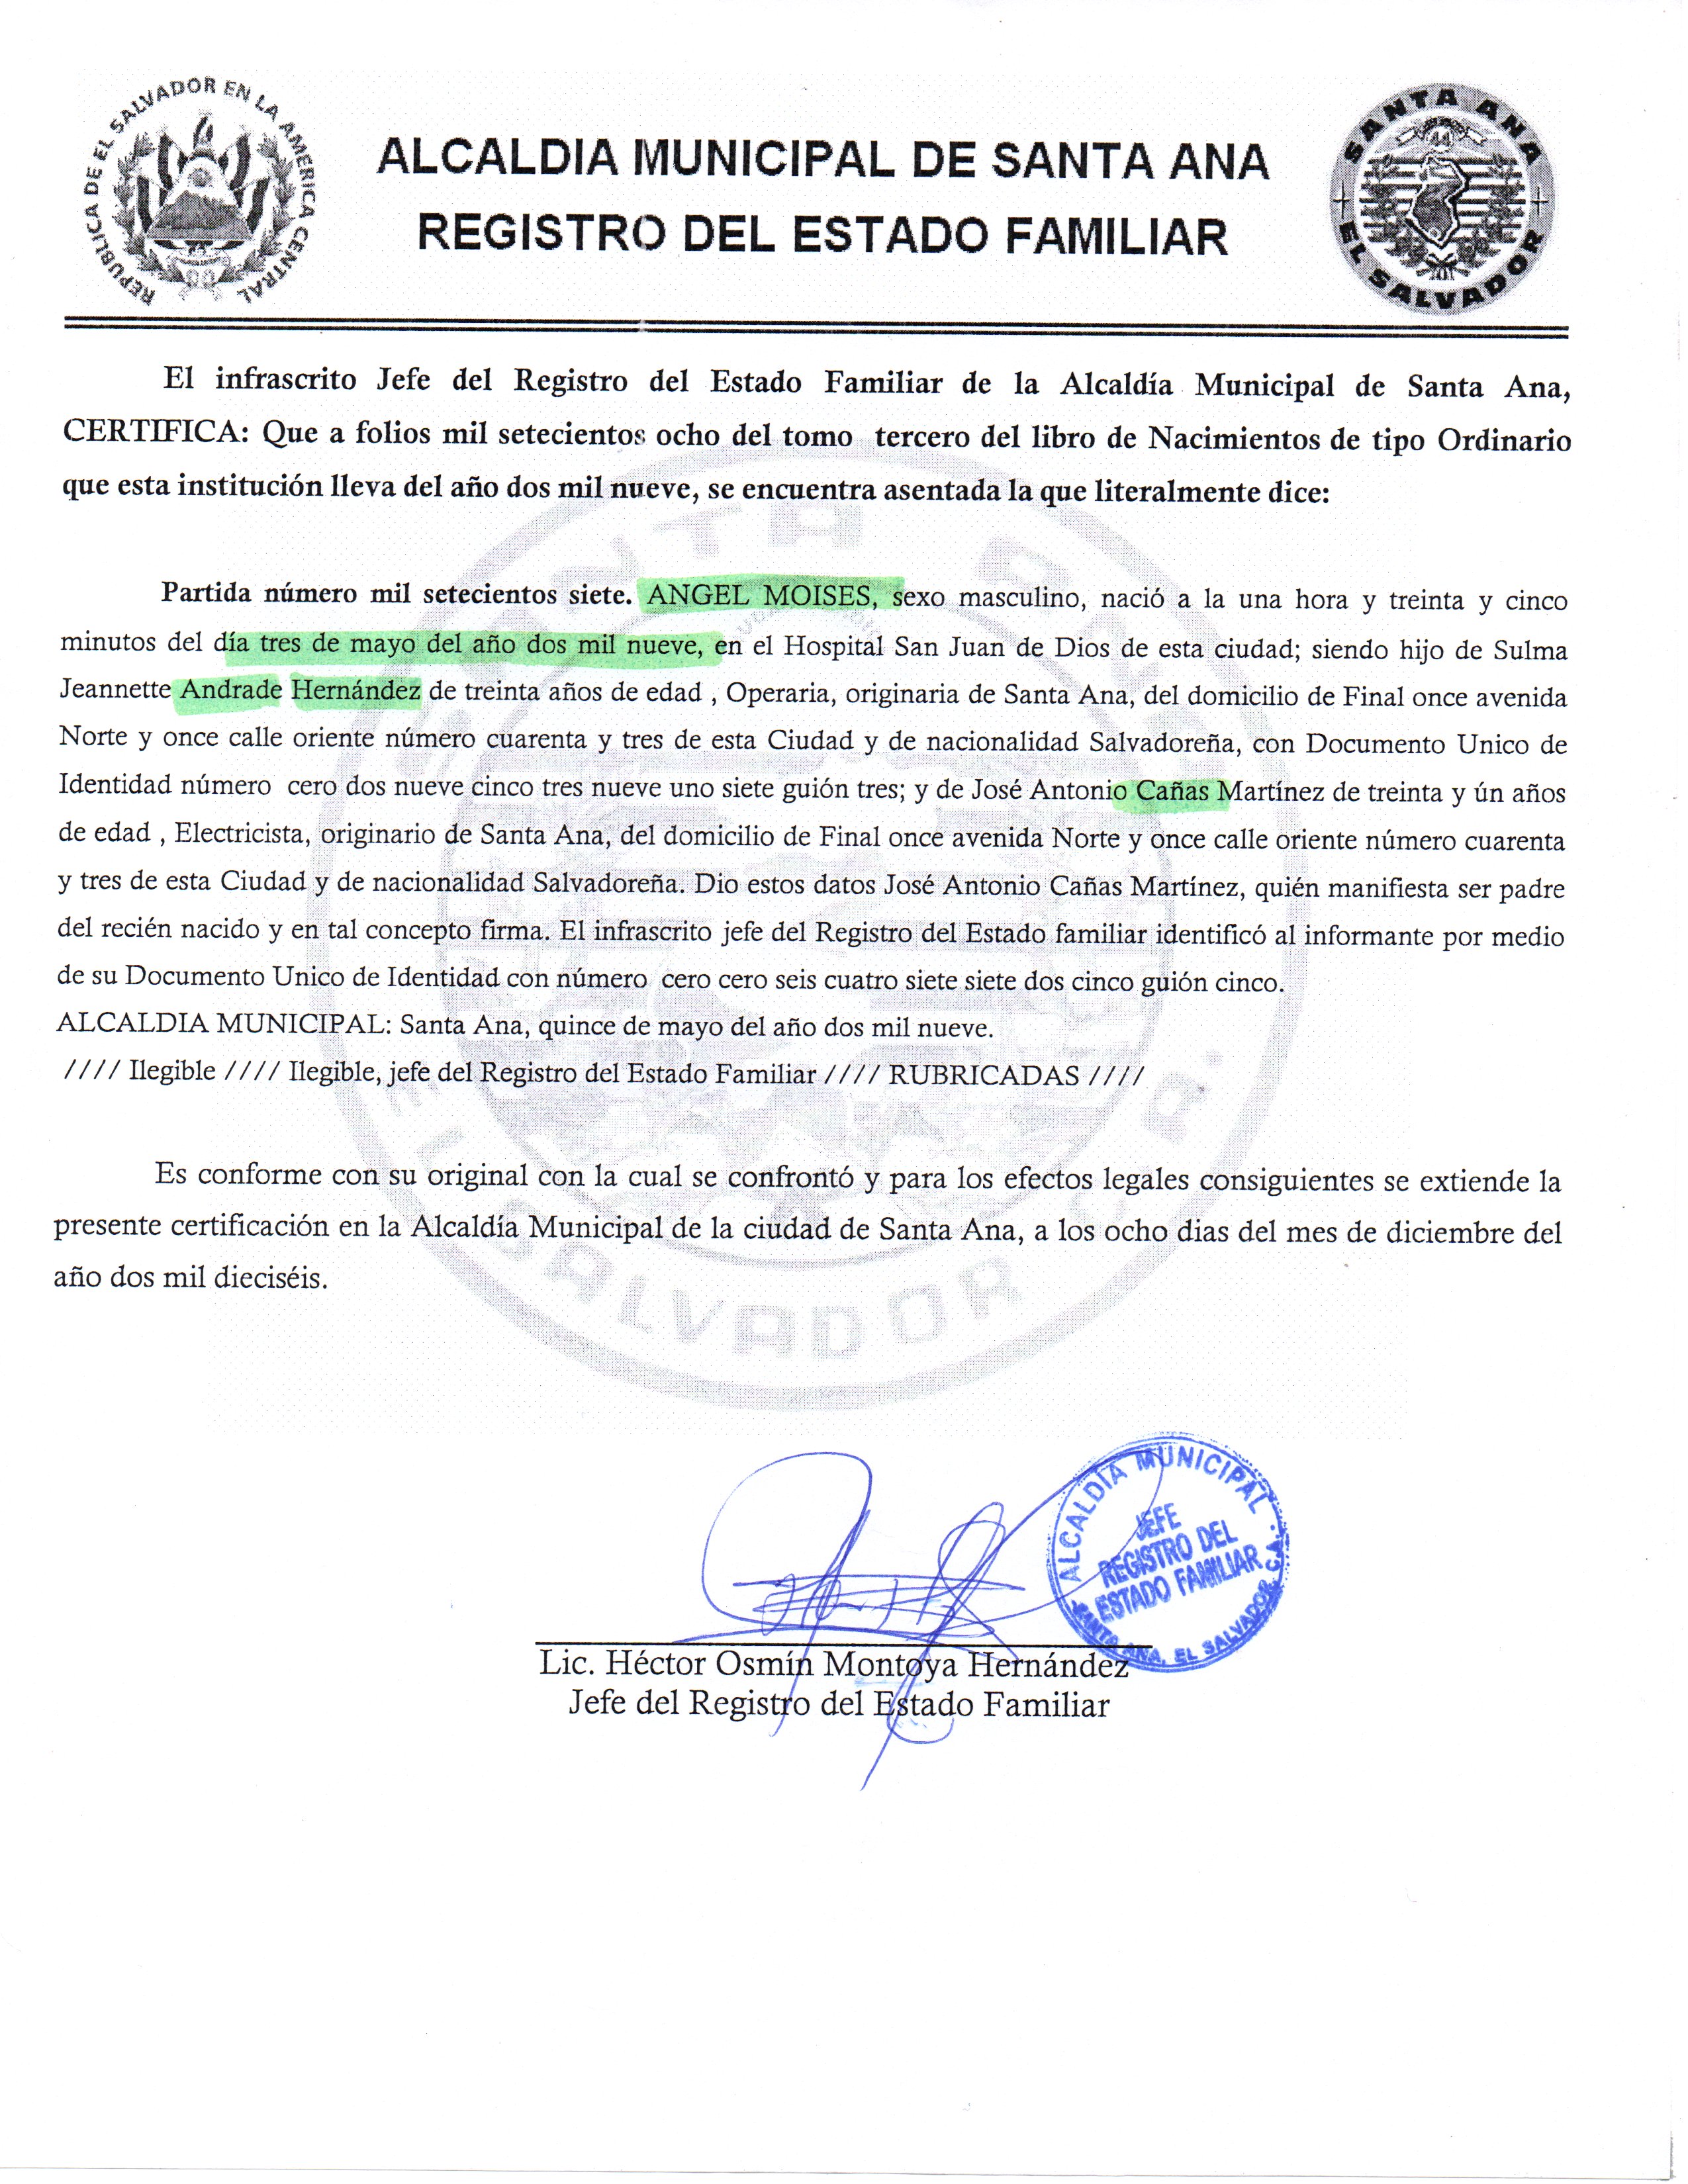 REPUBLICA DE EL SALVADOR EN LA AMERICA CENTRAL
ALCALDIA MUNICIPAL DE SANTA ANA
REGISTRO DEL ESTADO FAMILIAR
SANTA ANA
EL SALVADOR
El infrascrito Jefe del Registro del Estado Familiar de la Alcaldía Municipal de Santa Ana,
CERTIFICA: Que a folios mil setecientos ocho del tomo tercero del libro de Nacimientos de tipo Ordinario
que esta institución lleva del año dos mil nueve, se encuentra asentada la que literalmente dice:
Partida número mil setecientos siete. ANGEL MOISES, sexo masculino, nació a la una hora y treinta y cinco
minutos del día tres de mayo del año dos mil nueve, en el Hospital San Juan de Dios de esta ciudad; siendo hijo de Sulma
Jeannette Andrade Hernández de treinta años de edad , Operaria, originaria de Santa Ana, del domicilio de Final once avenida
Norte y once calle oriente número cuarenta y tres de esta Ciudad y de nacionalidad Salvadoreña, con Documento Unico de
Identidad número cero dos nueve cinco tres nueve uno siete guión tres; y de José Antonio Cañas Martínez de treinta y ún años
de edad , Electricista, originario de Santa Ana, del domicilio de Final once avenida Norte y once calle oriente número cuarenta
y tres de esta Ciudad y de nacionalidad Salvadoreña. Dio estos datos José Antonio Cañas Martínez, quién manifiesta ser padre
del recién nacido y en tal concepto firma. El infrascrito jefe del Registro del Estado familiar identificó al informante por medio
de su Documento Unico de Identidad con número cero cero seis cuatro siete siete dos cinco guión cinco.
ALCALDIA MUNICIPAL: Santa Ana, quince de mayo del año dos mil nueve.
//// Ilegible //// Ilegible, jefe del Registro del Estado Familiar //// RUBRICADAS ////
Es conforme con su original con la cual se confrontó y para los efectos legales consiguientes se extiende la
presente certificación en la Alcaldía Municipal de la ciudad de Santa Ana, a los ocho dias del mes de diciembre del
año dos mil dieciséis.
ALCALDIA MUNICIPAL
JEFE
REGISTRO DEL
ESTADO FAMILIAR
SANTA ANA, EL SALVADOR, C.A.
Lic. Héctor Osmín Montoya Hernández
Jefe del Registro del Estado Familiar